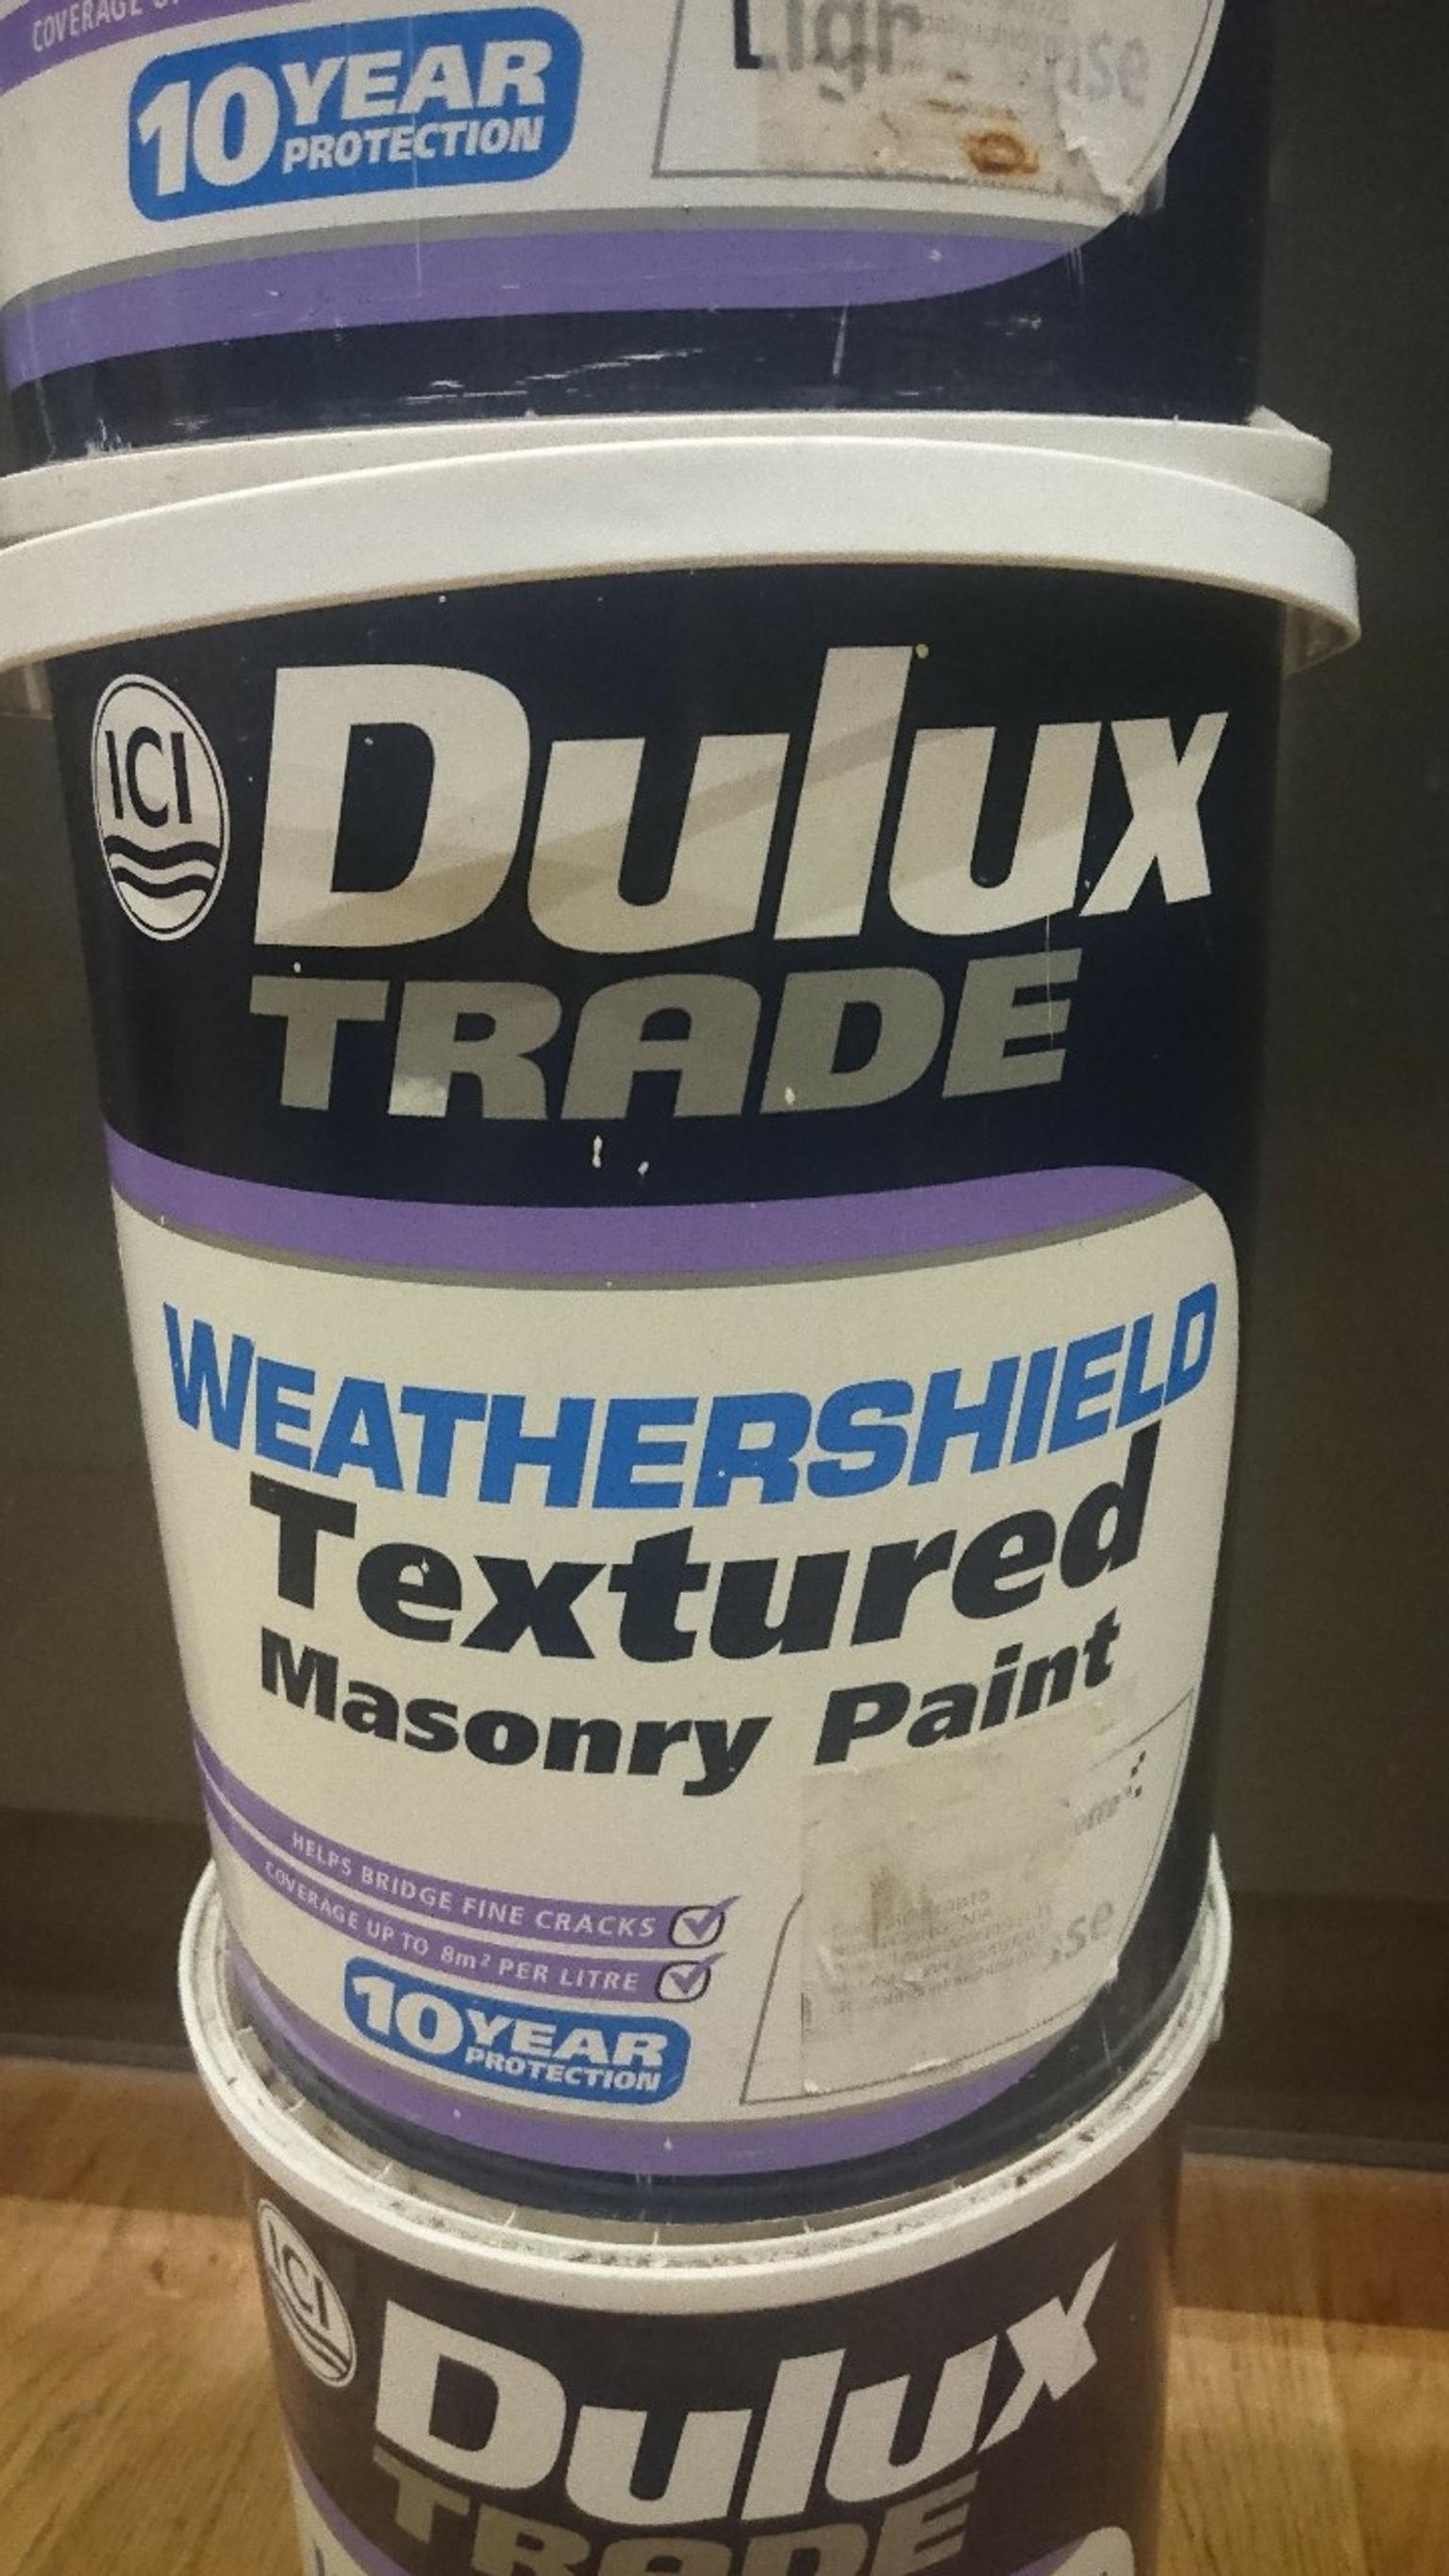 COVERAGE
10 YEAR
PROTECTION
ICI
Dulux
TRADE
WEATHERSHIELD
Textured
Masonry Paint
HELPS BRIDGE FINE CRACKS
COVERAGE UP TO 8m² PER LITRE
10 YEAR
PROTECTION
ICI
Dulux
TRADE